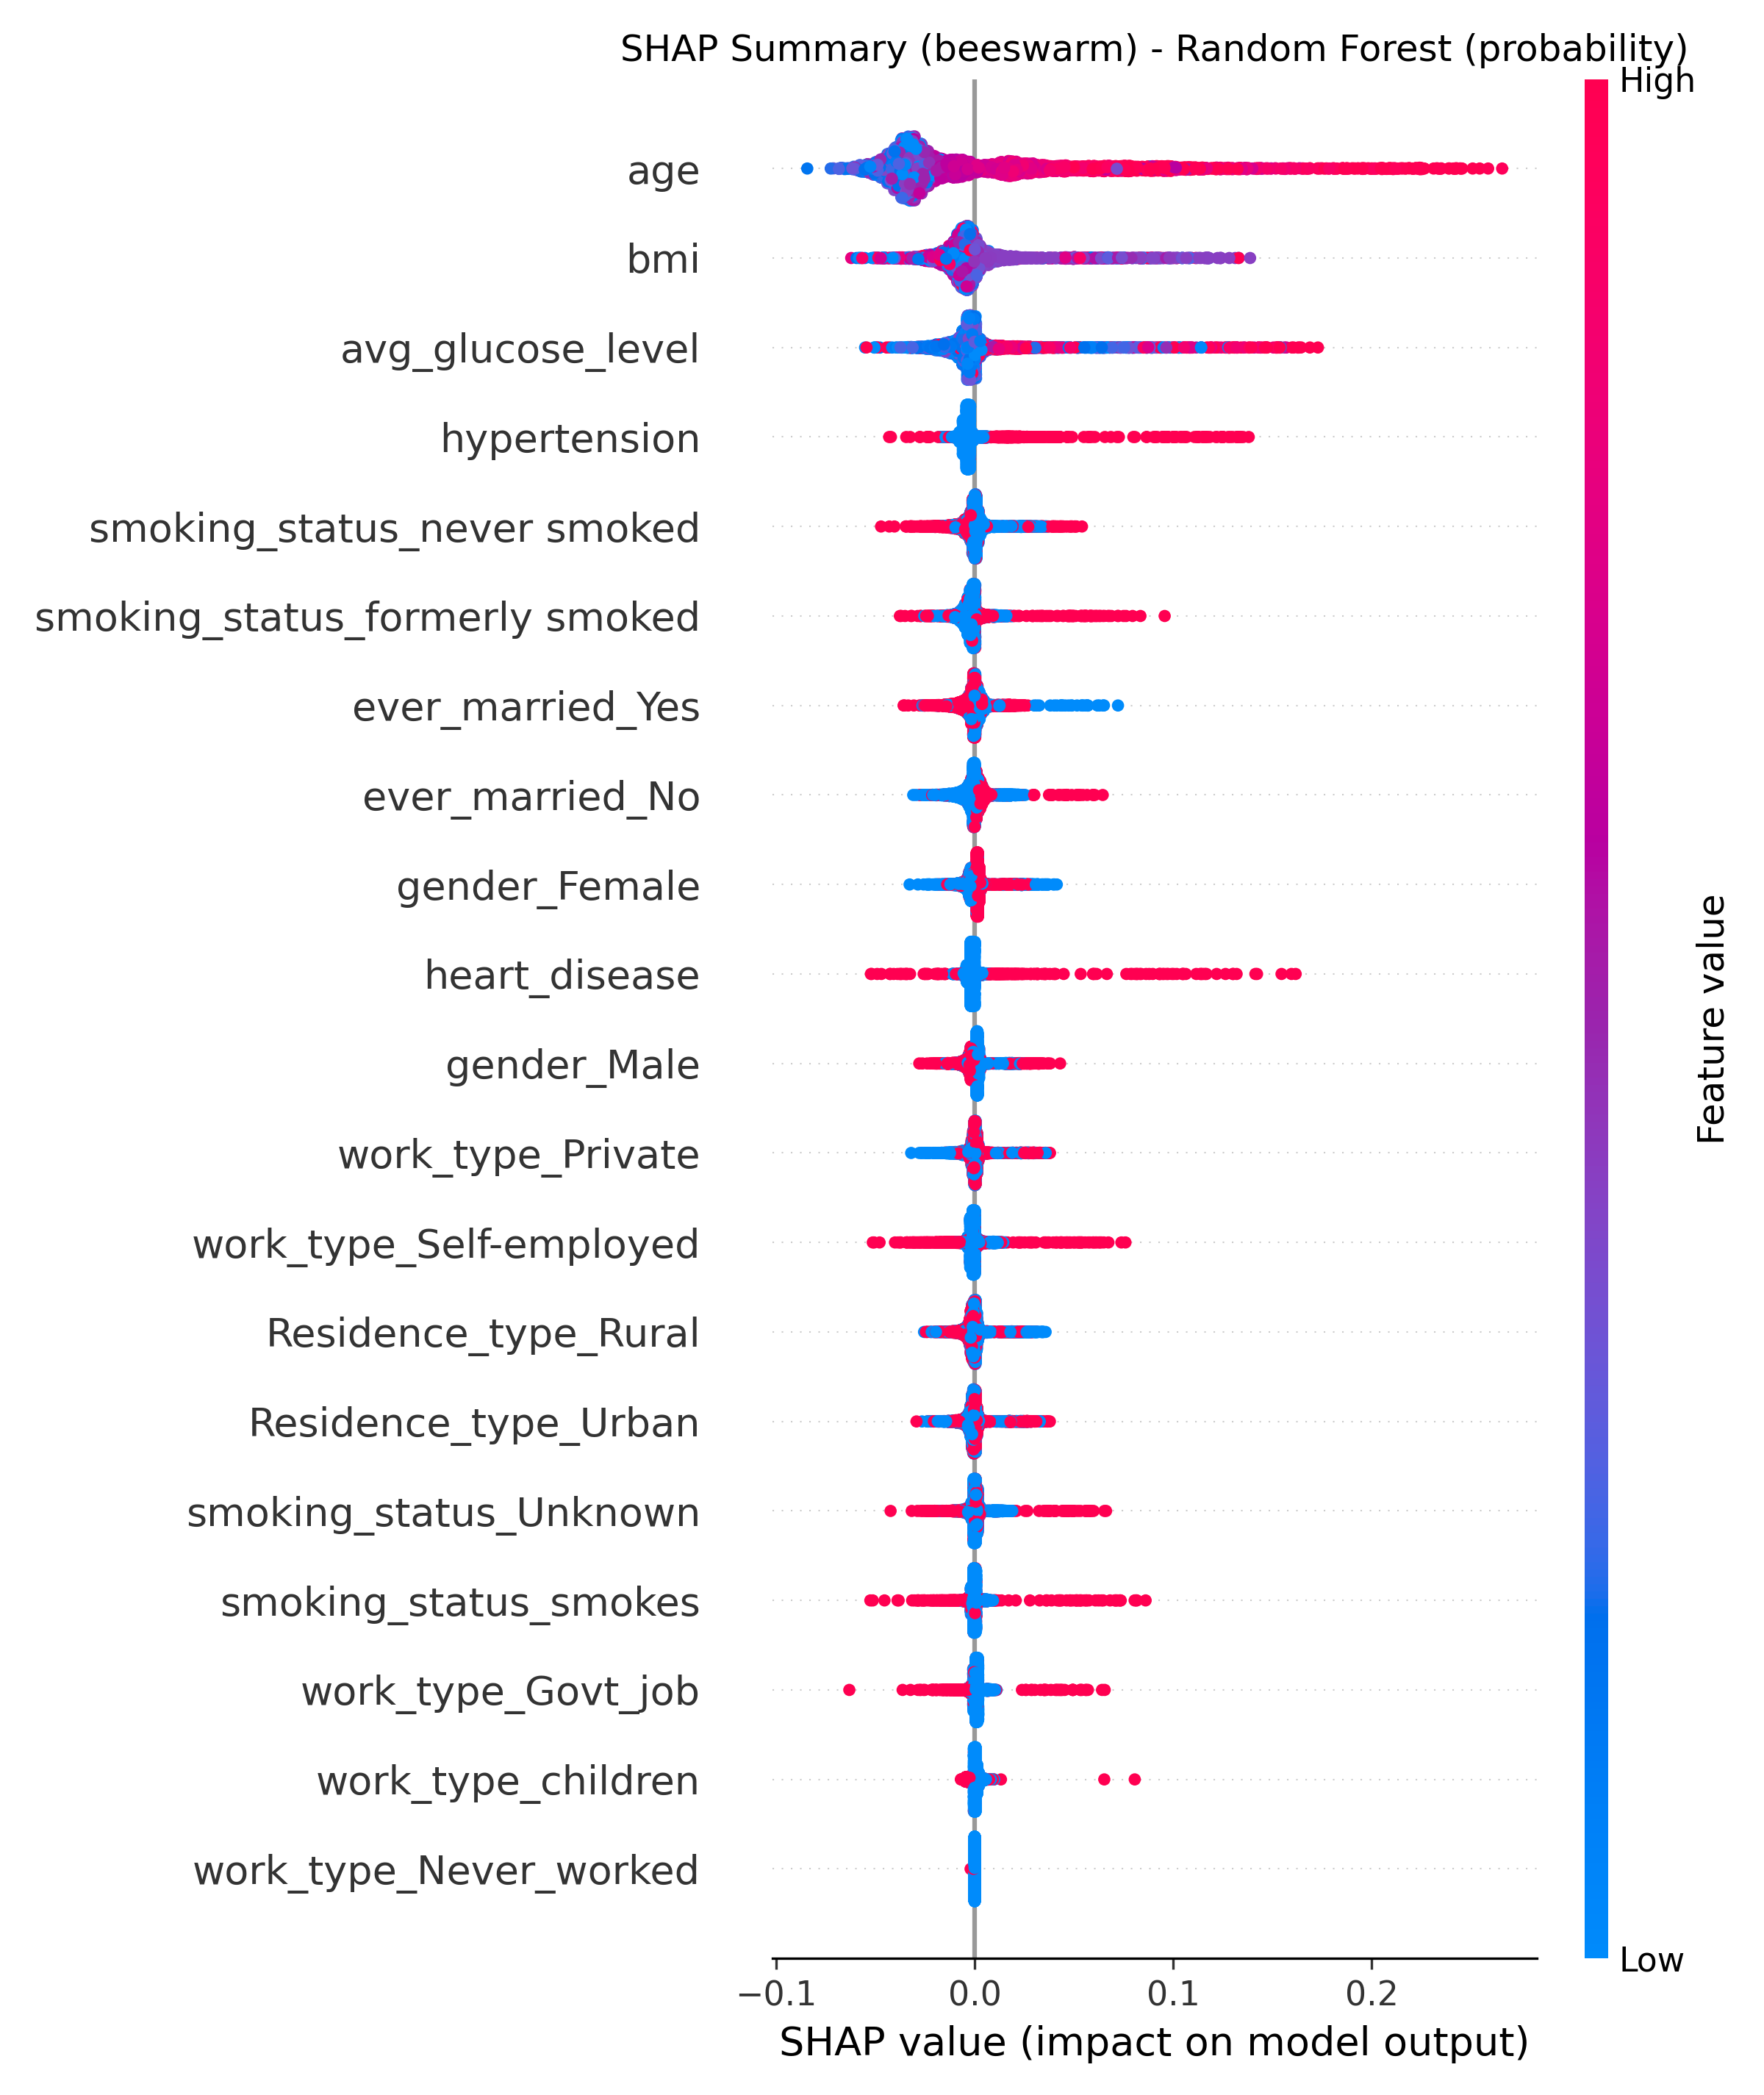 SHAP Summary (beeswarm) - Random Forest (probability)
High
age
bmi
avg_glucose_level
hypertension
smoking_status_never smoked
smoking_status_formerly smoked
ever_married_Yes
ever_married_No
gender_Female
heart_disease
gender_Male
work_type_Private
work_type_Self-employed
Residence_type_Rural
Residence_type_Urban
smoking_status_Unknown
smoking_status_smokes
work_type_Govt_job
work_type_children
work_type_Never_worked
Feature value
Low
−0.1 0.0 0.1 0.2
SHAP value (impact on model output)